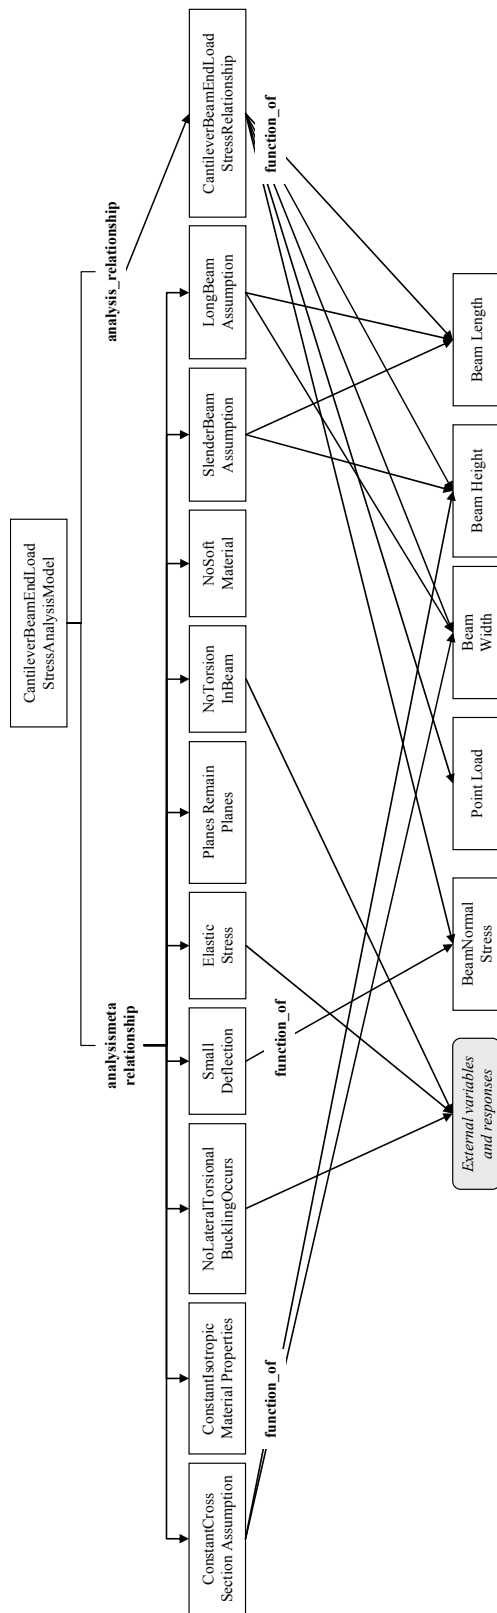 CantileverBeamEndLoad
StressAnalysisModel
analysismeta
relationship
analysis_relationship
ConstantCross
Section Assumption
ConstantIsotropic
Material Properties
NoLateralTorsional
BucklingOccurs
Small
Deflection
Elastic
Stress
Planes Remain
Planes
NoTorsion
InBeam
NoSoft
Material
SlenderBeam
Assumption
LongBeam
Assumption
CantileverBeamEndLoad
StressRelationship
function_of
function_of
function_of
External variables
and responses
BeamNormal
Stress
Point Load
Beam
Width
Beam Height
Beam Length